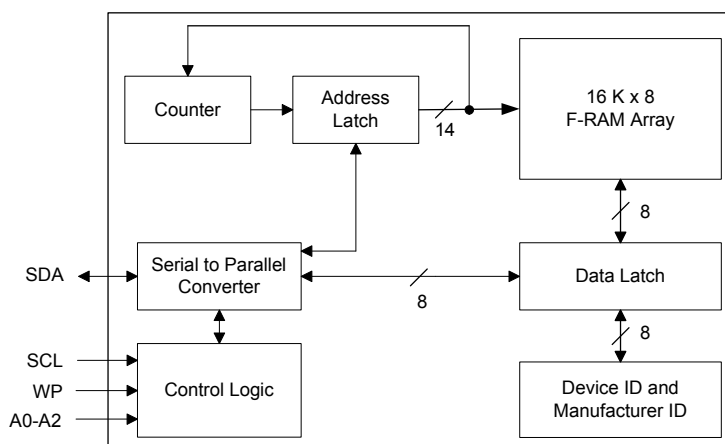 Counter
Address
Latch
14
16 K x 8
F-RAM Array
8
SDA
Serial to Parallel
Converter
8
Data Latch
8
SCL
WP
A0-A2
Control Logic
Device ID and
Manufacturer ID